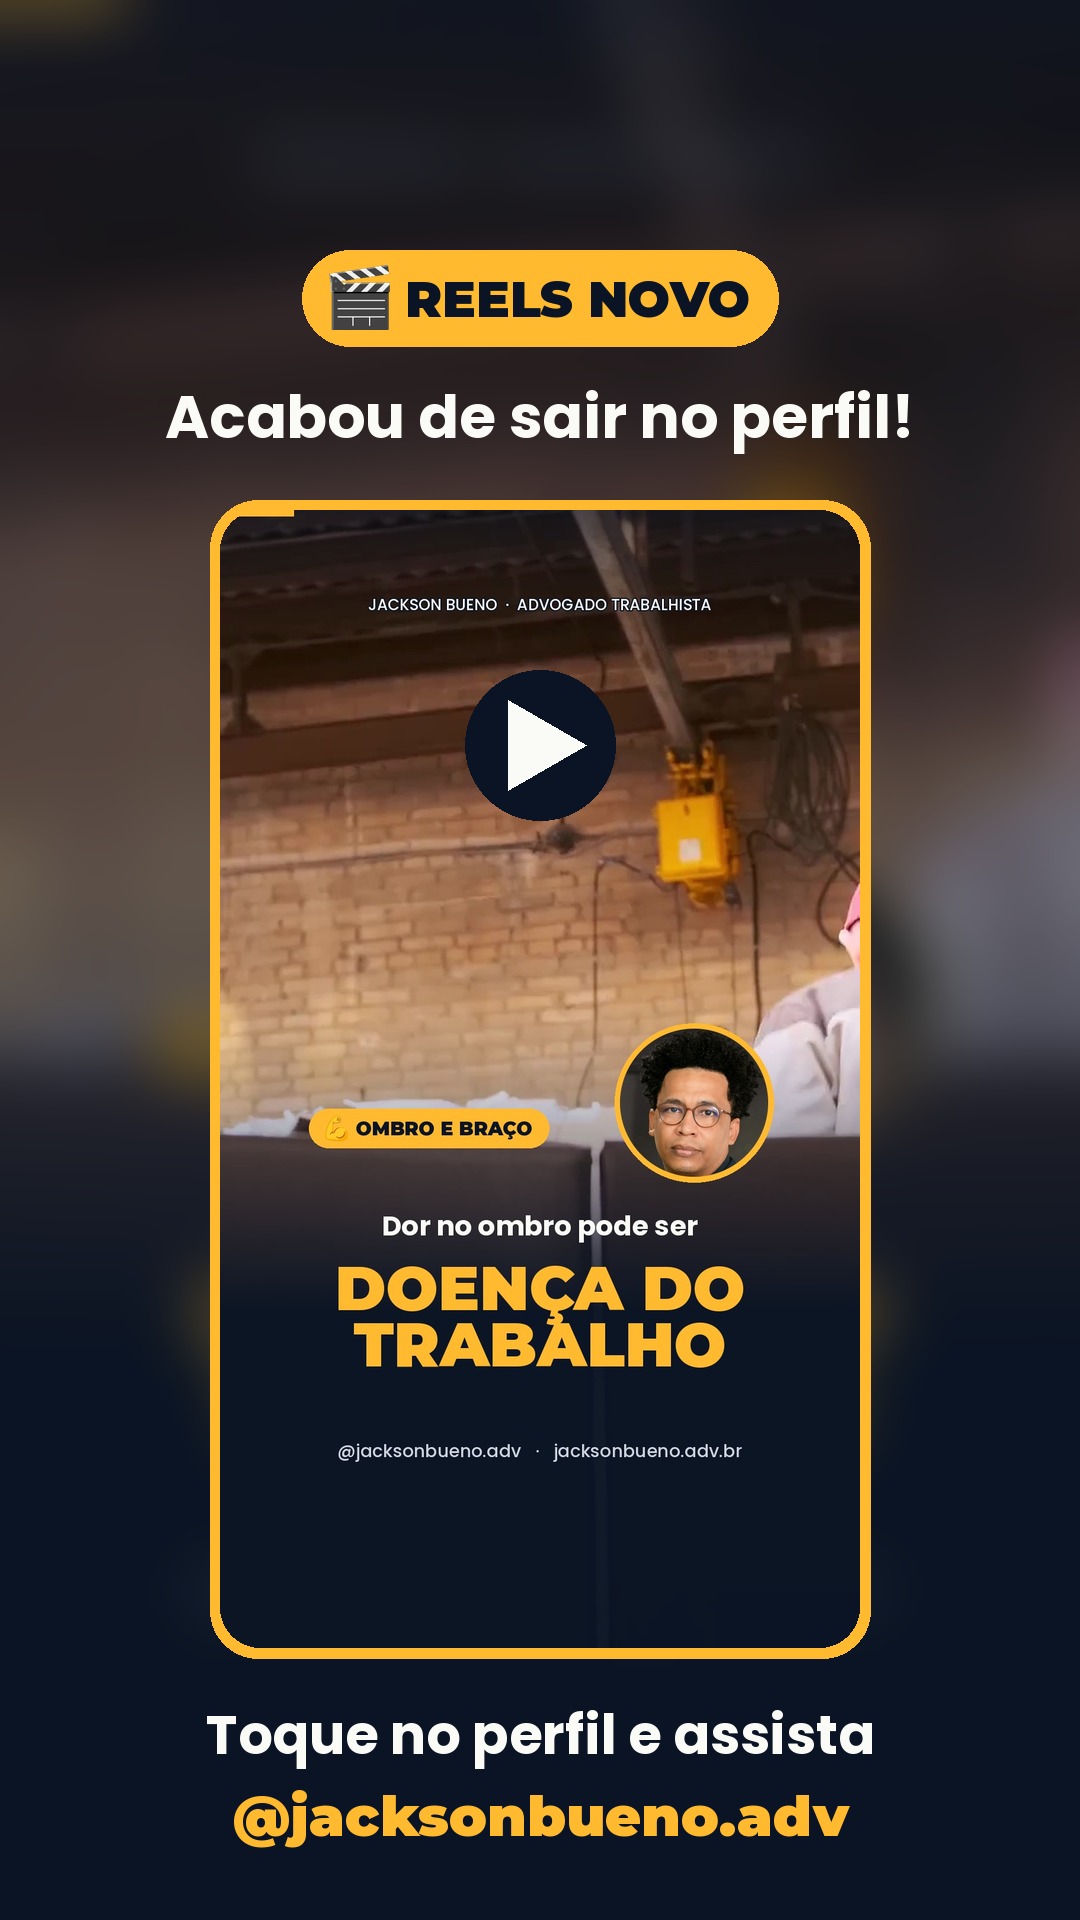 REELS NOVO
Acabou de sair no perfil!
JACKSON BUENO · ADVOGADO TRABALHISTA
OMBRO E BRAÇO
Dor no ombro pode ser
DOENÇA DO
TRABALHO
@jacksonbueno.adv · jacksonbueno.adv.br
Toque no perfil e assista
@jacksonbueno.adv